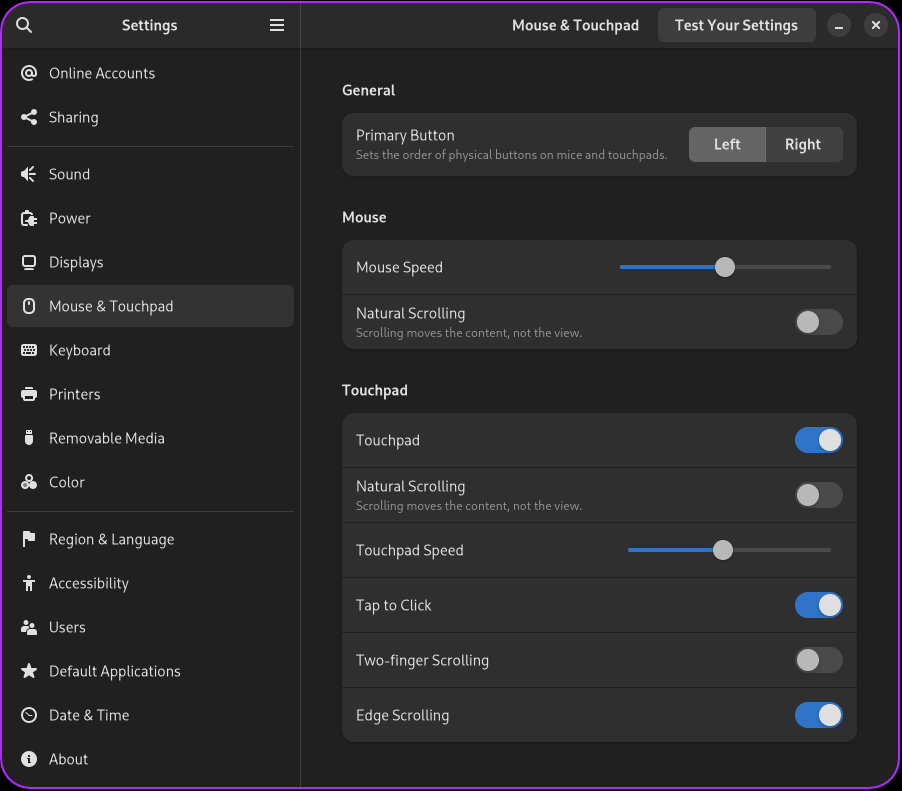 Settings
Mouse & Touchpad
Test Your Settings
Online Accounts
Sharing
Sound
Power
Displays
Mouse & Touchpad
Keyboard
Printers
Removable Media
Color
Region & Language
Accessibility
Users
Default Applications
Date & Time
About
General
Primary Button
Sets the order of physical buttons on mice and touchpads.
Left
Right
Mouse
Mouse Speed
Natural Scrolling
Scrolling moves the content, not the view.
Touchpad
Touchpad
Natural Scrolling
Scrolling moves the content, not the view.
Touchpad Speed
Tap to Click
Two-finger Scrolling
Edge Scrolling